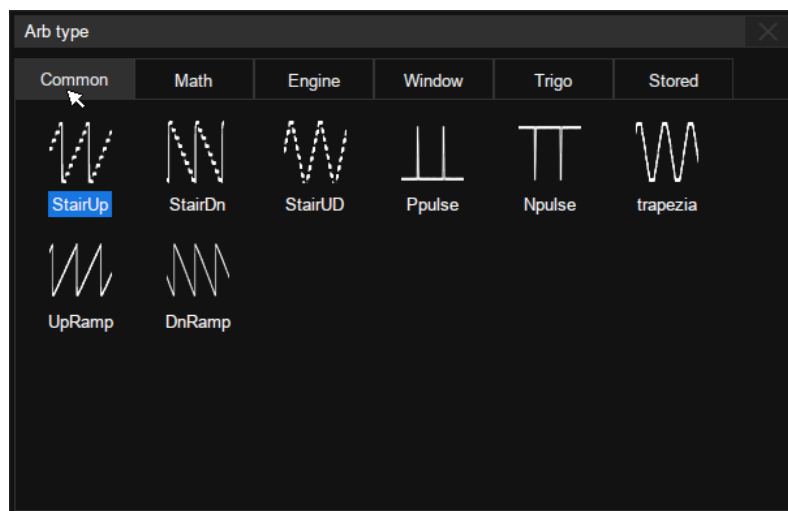 Arb type
Common Math Engine Window Trigo Stored
StairUp StairDn StairUD Ppulse Npulse trapezia
UpRamp DnRamp